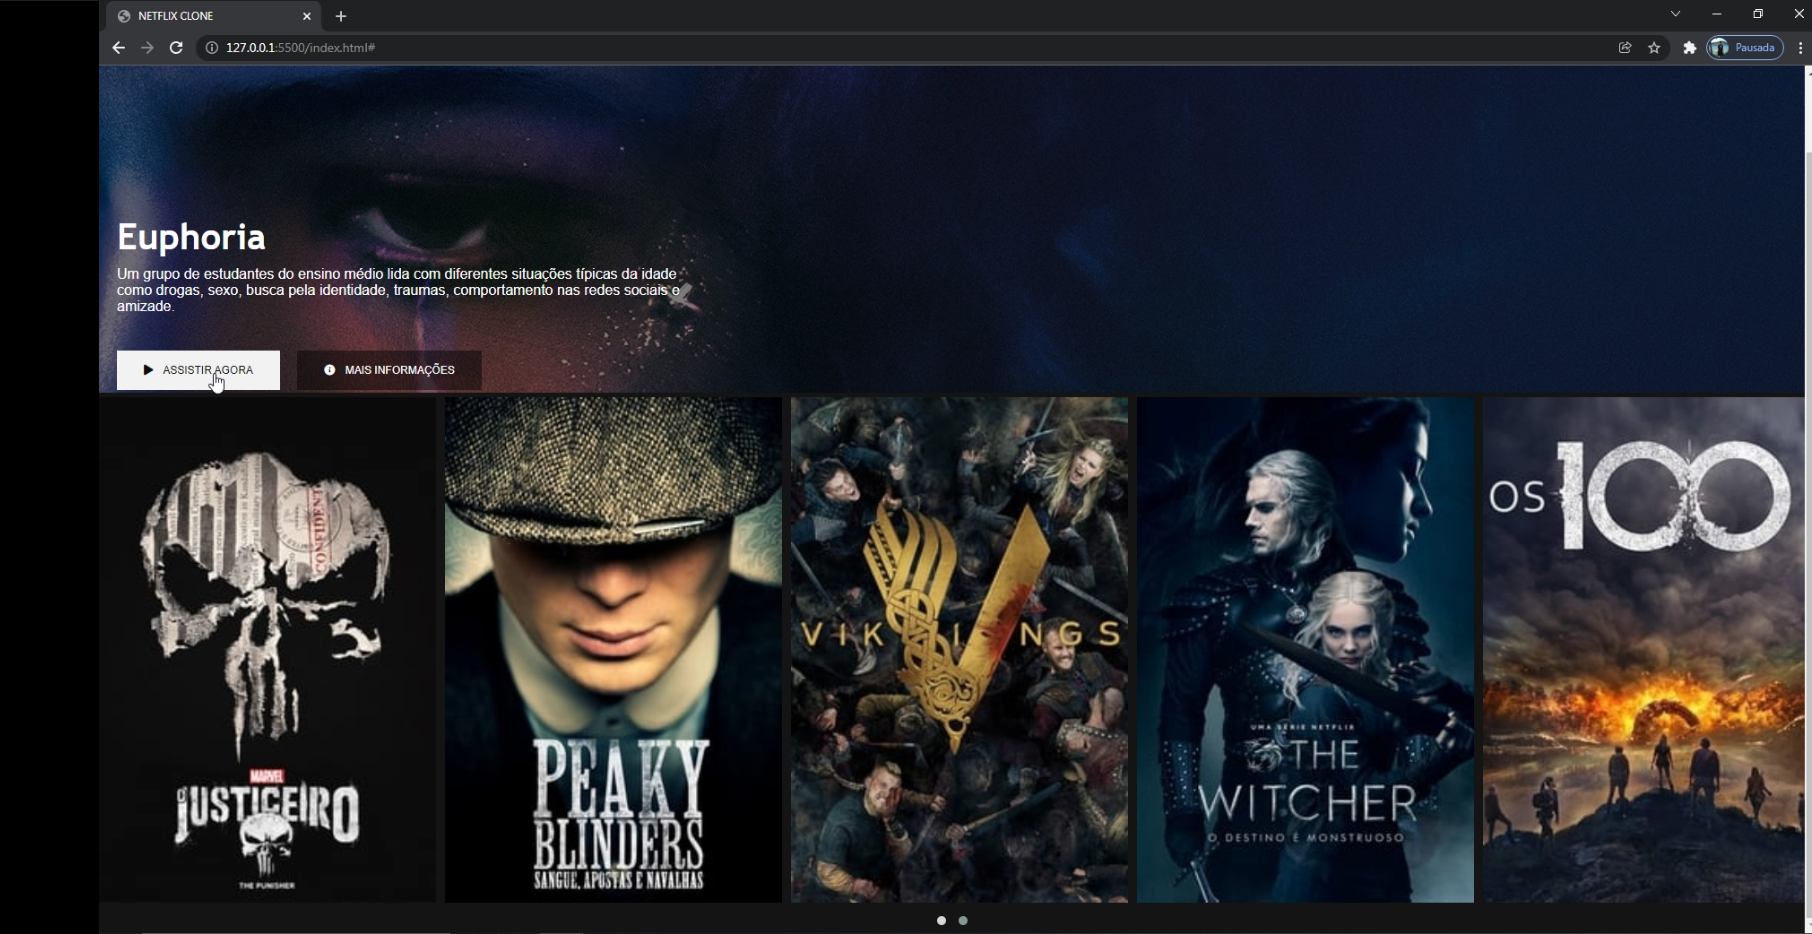 NETFLIX CLONE
127.0.0.1:5500/index.html#
Pausada
Euphoria
Um grupo de estudantes do ensino médio lida com diferentes situações típicas da idade
como drogas, sexo, busca pela identidade, traumas, comportamento nas redes sociais e
amizade.
ASSISTIR AGORA
MAIS INFORMAÇÕES
CONFIDENT
MARVEL
O JUSTICEIRO
THE PUNISHER
PEAKY
BLINDERS
SANGUE, APOSTAS E NAVALHAS
VIKINGS
UMA SÉRIE NETFLIX
THE
WITCHER
O DESTINO É MONSTRUOSO
OS 100